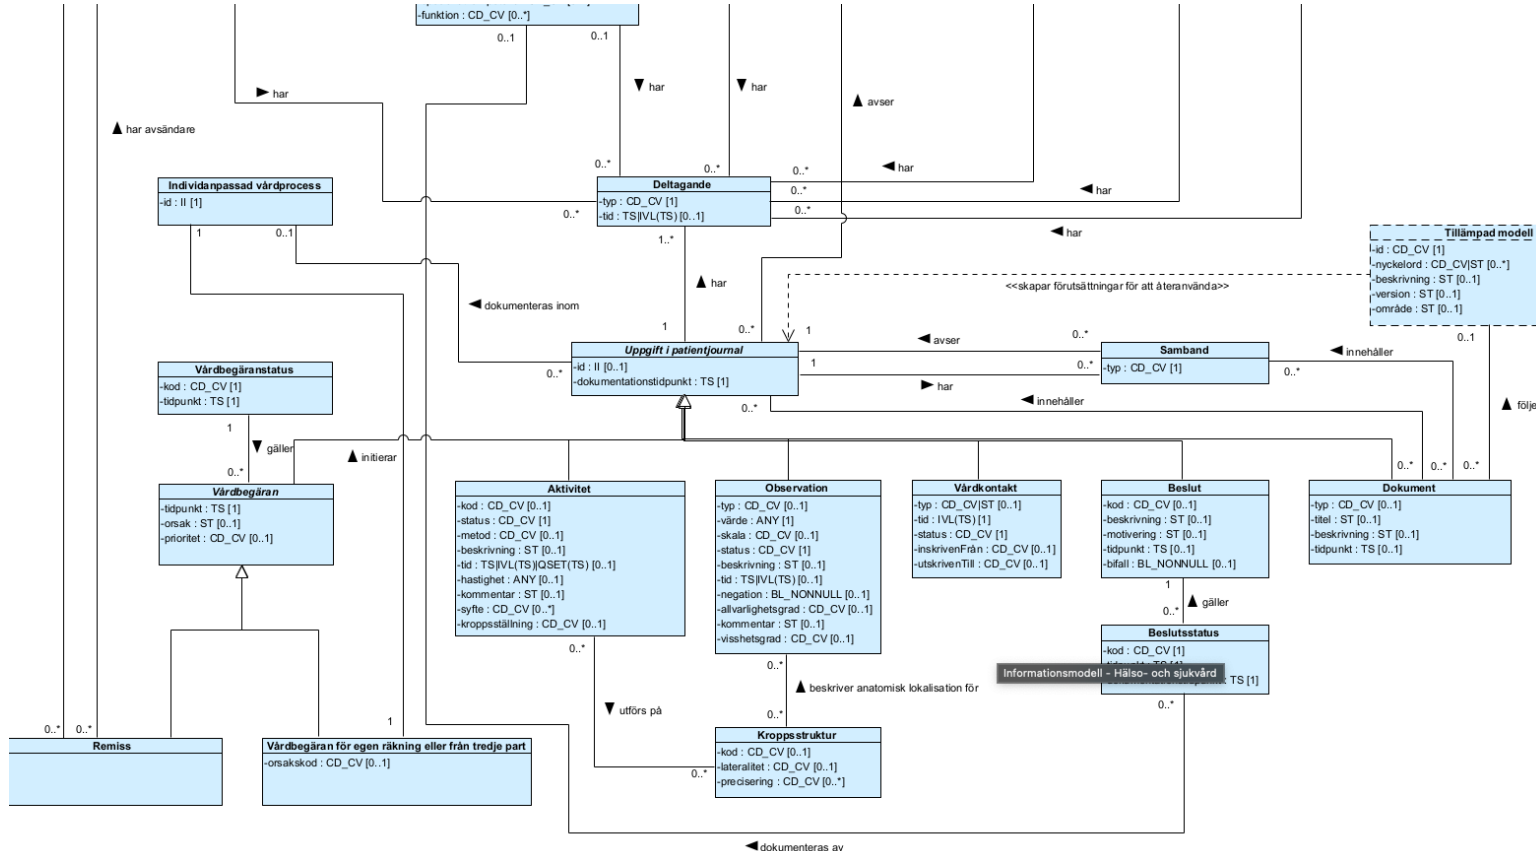 -funktion : CD_CV [0..*]
0..1
0..1
har
har
har
avser
har avsändare
0..*
0..*
0..*
har
0..*
har
0..*
har
0..*
Individanpassad vårdprocess
-id : II [1]
1
0..1
Deltagande
-typ : CD_CV [1]
-tid : TS|IVL(TS) [0..1]
1..*
har
1
0..*
dokumenteras inom
0..*
Tillämpad modell
-id : CD_CV [1]
-nyckelord : CD_CV|ST [0..*]
-beskrivning : ST [0..1]
-version : ST [0..1]
-område : ST [0..1]
0..1
<<skapar förutsättningar för att återanvända>>
1
avser
0..*
1
har
0..*
Uppgift i patientjournal
-id : II [0..1]
-dokumentationstidpunkt : TS [1]
0..*
Samband
-typ : CD_CV [1]
0..*
innehåller
innehåller
följe
0..*
0..*
0..*
Vårdbegäranstatus
-kod : CD_CV [1]
-tidpunkt : TS [1]
1
gäller
0..*
initierar
Vårdbegäran
-tidpunkt : TS [1]
-orsak : ST [0..1]
-prioritet : CD_CV [0..1]
Aktivitet
-kod : CD_CV [0..1]
-status : CD_CV [1]
-metod : CD_CV [0..1]
-beskrivning : ST [0..1]
-tid : TS|IVL(TS)|QSET(TS) [0..1]
-hastighet : ANY [0..1]
-kommentar : ST [0..1]
-syfte : CD_CV [0..*]
-kroppsställning : CD_CV [0..1]
0..*
Observation
-typ : CD_CV [0..1]
-värde : ANY [1]
-skala : CD_CV [0..1]
-status : CD_CV [1]
-beskrivning : ST [0..1]
-tid : TS|IVL(TS) [0..1]
-negation : BL_NONNULL [0..1]
-allvarlighetsgrad : CD_CV [0..1]
-kommentar : ST [0..1]
-visshetsgrad : CD_CV [0..1]
0..*
Vårdkontakt
-typ : CD_CV|ST [0..1]
-tid : IVL(TS) [1]
-status : CD_CV [1]
-inskrivenFrån : CD_CV [0..1]
-utskrivenTill : CD_CV [0..1]
Beslut
-kod : CD_CV [0..1]
-beskrivning : ST [0..1]
-motivering : ST [0..1]
-tidpunkt : TS [0..1]
-bifall : BL_NONNULL [0..1]
1
gäller
0..*
Dokument
-typ : CD_CV [0..1]
-titel : ST [0..1]
-beskrivning : ST [0..1]
-tidpunkt : TS [0..1]
Beslutsstatus
-kod : CD_CV [1]
TS [1]
0..*
Informationsmodell - Hälso- och sjukvård
beskriver anatomisk lokalisation för
utförs på
0..*
0..*
Kroppsstruktur
-kod : CD_CV [0..1]
-lateralitet : CD_CV [0..1]
-precisering : CD_CV [0..*]
0..*
0..*
1
Remiss
Vårdbegäran för egen räkning eller från tredje part
-orsakskod : CD_CV [0..1]
dokumenteras av